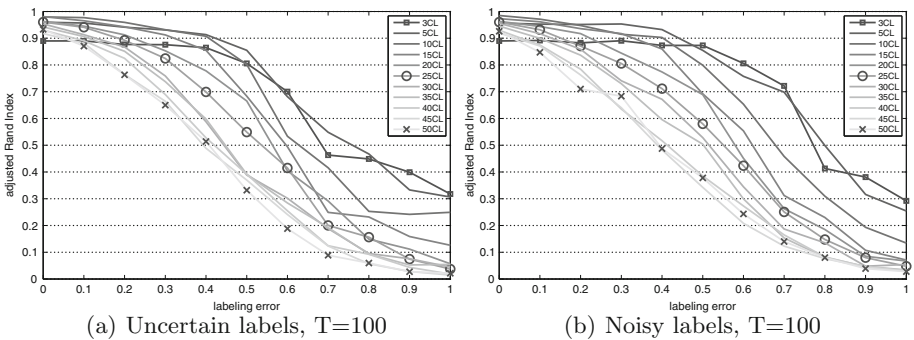 1
0.9
0.8
0.7
0.6
0.5
0.4
0.3
0.2
0.1
0
adjusted Rand Index
3CL
5CL
10CL
15CL
20CL
25CL
30CL
35CL
40CL
45CL
50CL
0 0.1 0.2 0.3 0.4 0.5 0.6 0.7 0.8 0.9 1
labeling error
(a) Uncertain labels, T=100
1
0.9
0.8
0.7
0.6
0.5
0.4
0.3
0.2
0.1
0
adjusted Rand Index
3CL
5CL
10CL
15CL
20CL
25CL
30CL
35CL
40CL
45CL
50CL
0 0.1 0.2 0.3 0.4 0.5 0.6 0.7 0.8 0.9 1
labeling error
(b) Noisy labels, T=100